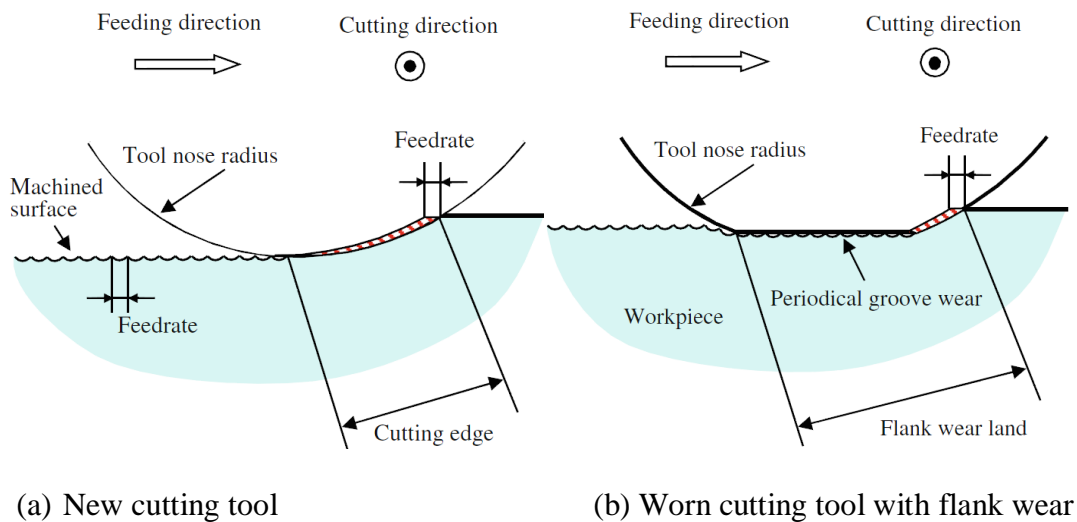 Feeding direction
Cutting direction
Feedrate
Tool nose radius
Machined
surface
Feedrate
Cutting edge
(a) New cutting tool
Feeding direction
Cutting direction
Feedrate
Tool nose radius
Periodical groove wear
Workpiece
Flank wear land
(b) Worn cutting tool with flank wear